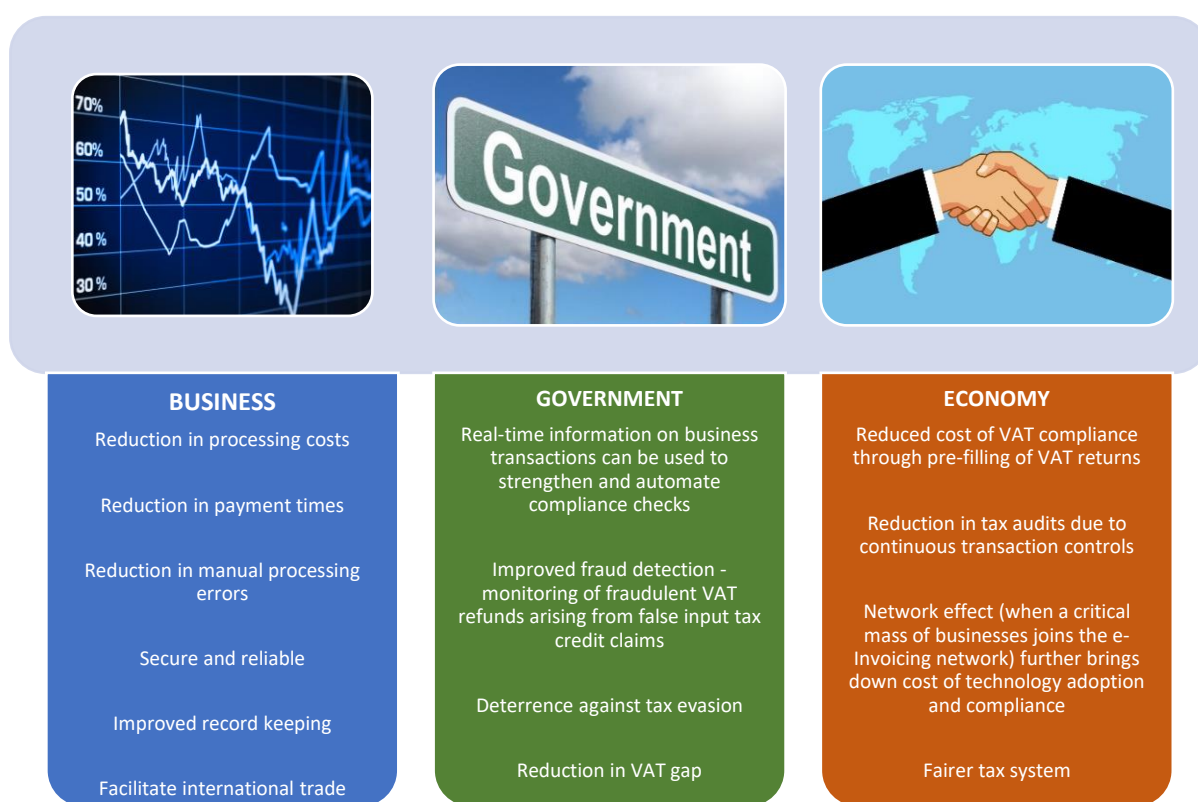 70%
60%
50 %
40 %
30 %
Government
BUSINESS
Reduction in processing costs
Reduction in payment times
Reduction in manual processing
errors
Secure and reliable
Improved record keeping
Facilitate international trade
GOVERNMENT
Real-time information on business
transactions can be used to
strengthen and automate
compliance checks
Improved fraud detection -
monitoring of fraudulent VAT
refunds arising from false input tax
credit claims
Deterrence against tax evasion
Reduction in VAT gap
ECONOMY
Reduced cost of VAT compliance
through pre-filling of VAT returns
Reduction in tax audits due to
continuous transaction controls
Network effect (when a critical
mass of businesses joins the e-
Invoicing network) further brings
down cost of technology adoption
and compliance
Fairer tax system